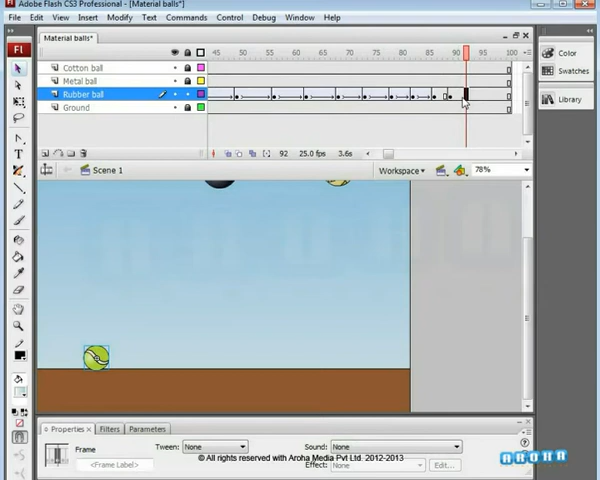 Adobe Flash CS3 Professional - [Material balls*]
File Edit View Insert Modify Text Commands Control Debug Window Help
Fl
Material balls*
45 50 55 60 65 70 75 80 85 90 95 100
Cotton ball
Metal ball
Rubber ball
Ground
92 25.0 fps 3.6s
Scene 1 Workspace 78%
Color
Swatches
Library
Properties Filters Parameters
Frame Tween: None Sound: None
<Frame Label> Effect: None Edit...
© All rights reserved with Aroha Media Pvt Ltd. 2012-2013
AROHA